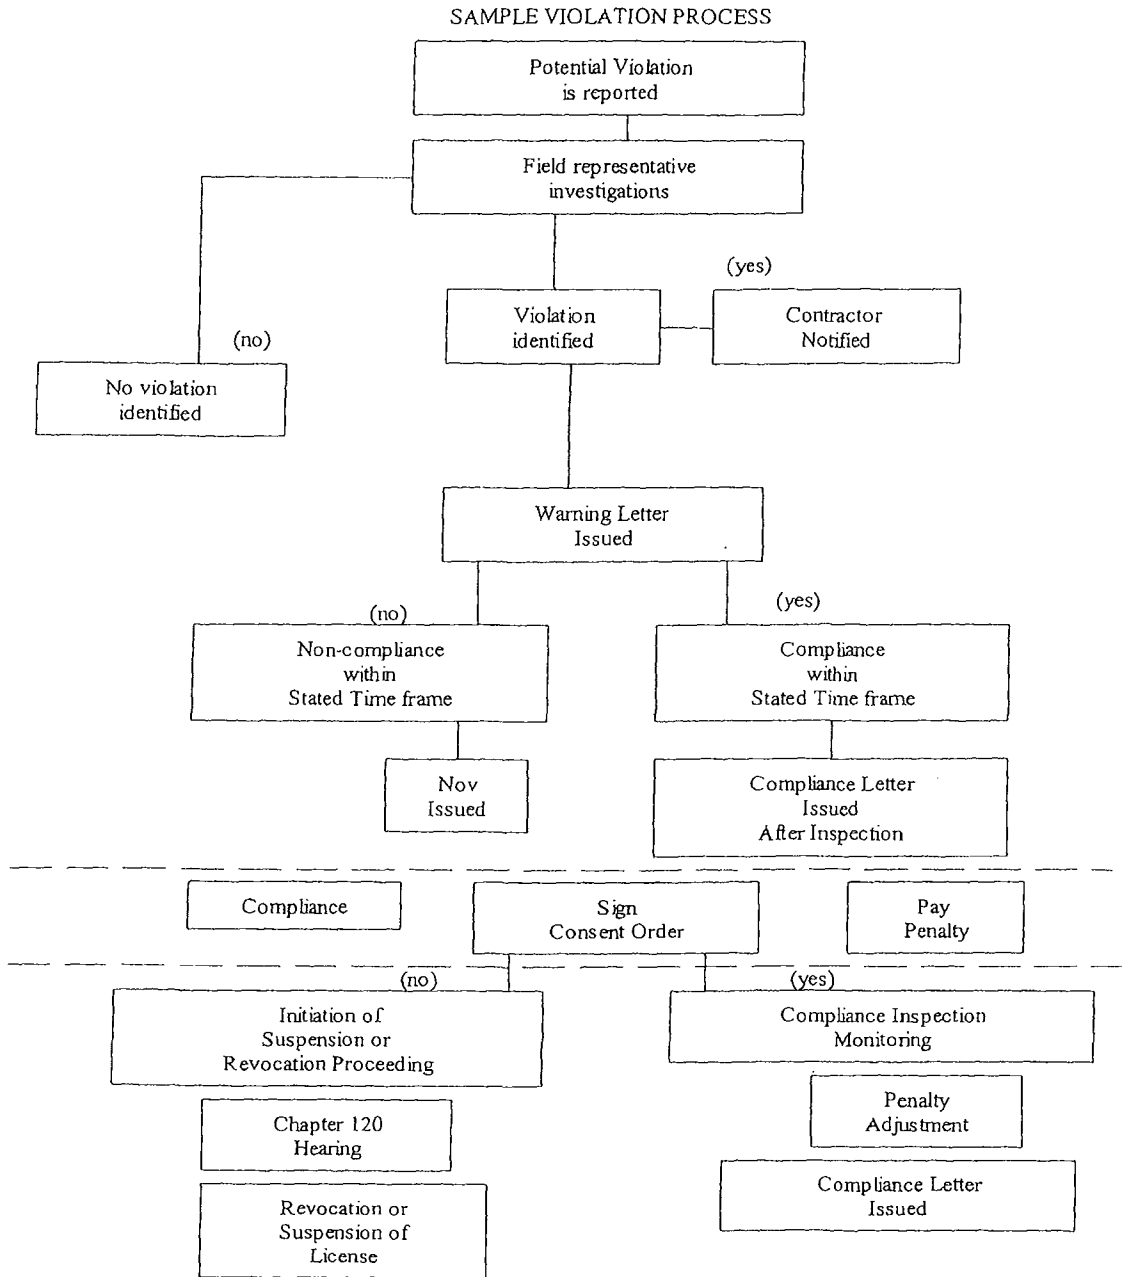 SAMPLE VIOLATION PROCESS
Potential Violation
is reported
Field representative
investigations
(yes)
Violation
identified
Contractor
Notified
(no)
No violation
identified
Warning Letter
Issued
(no)
(yes)
Non-compliance
within
Stated Time frame
Compliance
within
Stated Time frame
Nov
Issued
Compliance Letter
Issued
After Inspection
Compliance
Sign
Consent Order
Pay
Penalty
(no)
(yes)
Initiation of
Suspension or
Revocation Proceeding
Compliance Inspection
Monitoring
Chapter 120
Hearing
Penalty
Adjustment
Revocation or
Suspension of
License
Compliance Letter
Issued